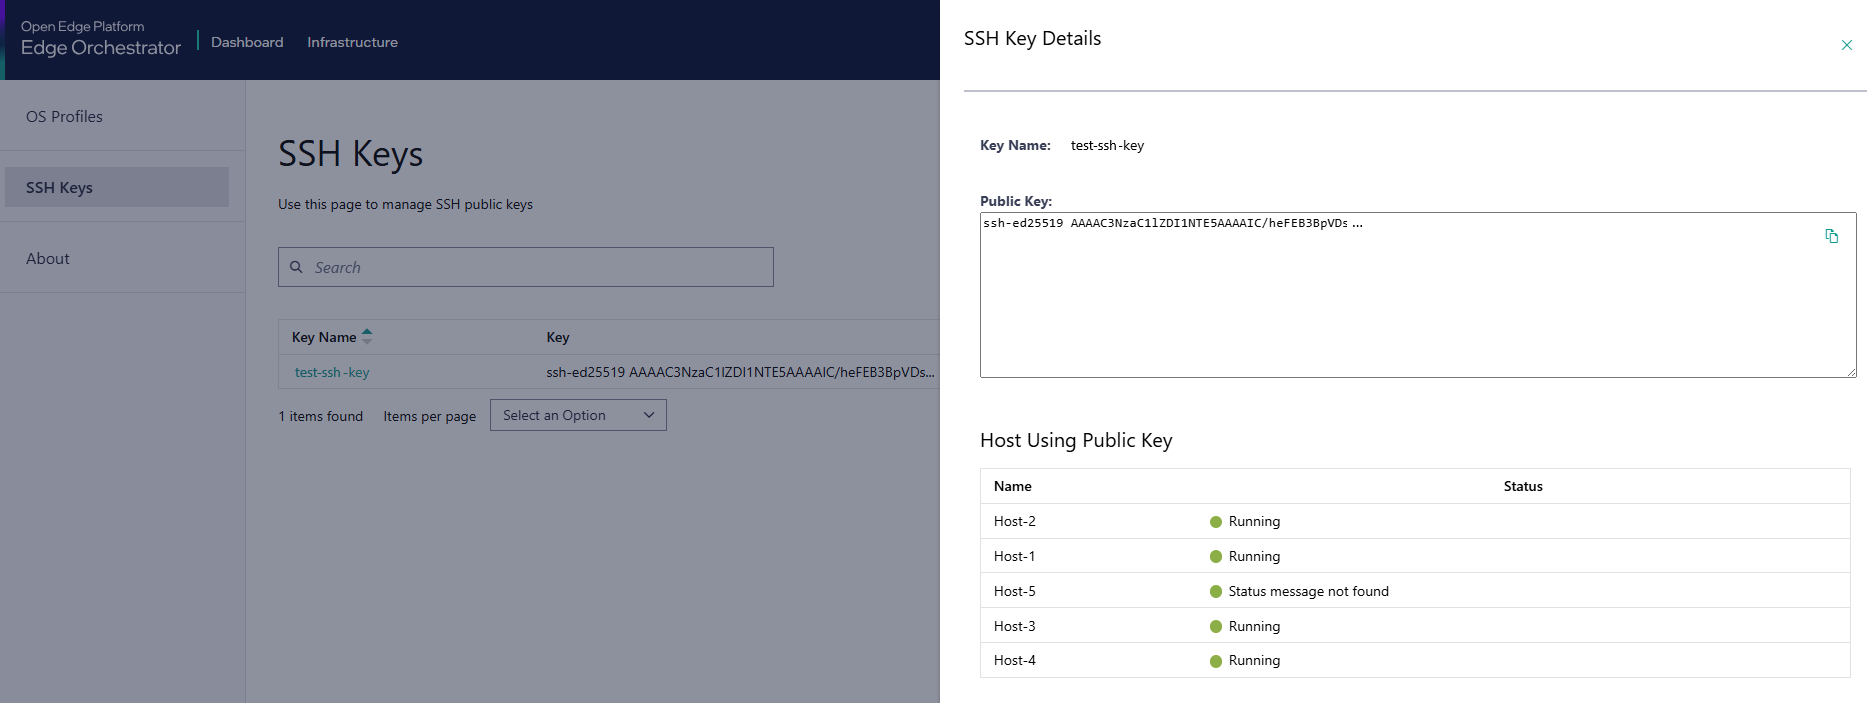 Open Edge Platform
Edge Orchestrator
Dashboard Infrastructure
OS Profiles
SSH Keys
About
SSH Keys
Use this page to manage SSH public keys
Search
Key Name Key
test-ssh-key ssh-ed25519 AAAAC3NzaC1lZDI1NTE5AAAAIC/heFEB3BpVDs...
1 items found Items per page Select an Option
SSH Key Details
Key Name: test-ssh-key
Public Key:
ssh-ed25519 AAAAC3NzaC1lZDI1NTE5AAAAIC/heFEB3BpVDs ...
Host Using Public Key
Name Status
Host-2 Running
Host-1 Running
Host-5 Status message not found
Host-3 Running
Host-4 Running